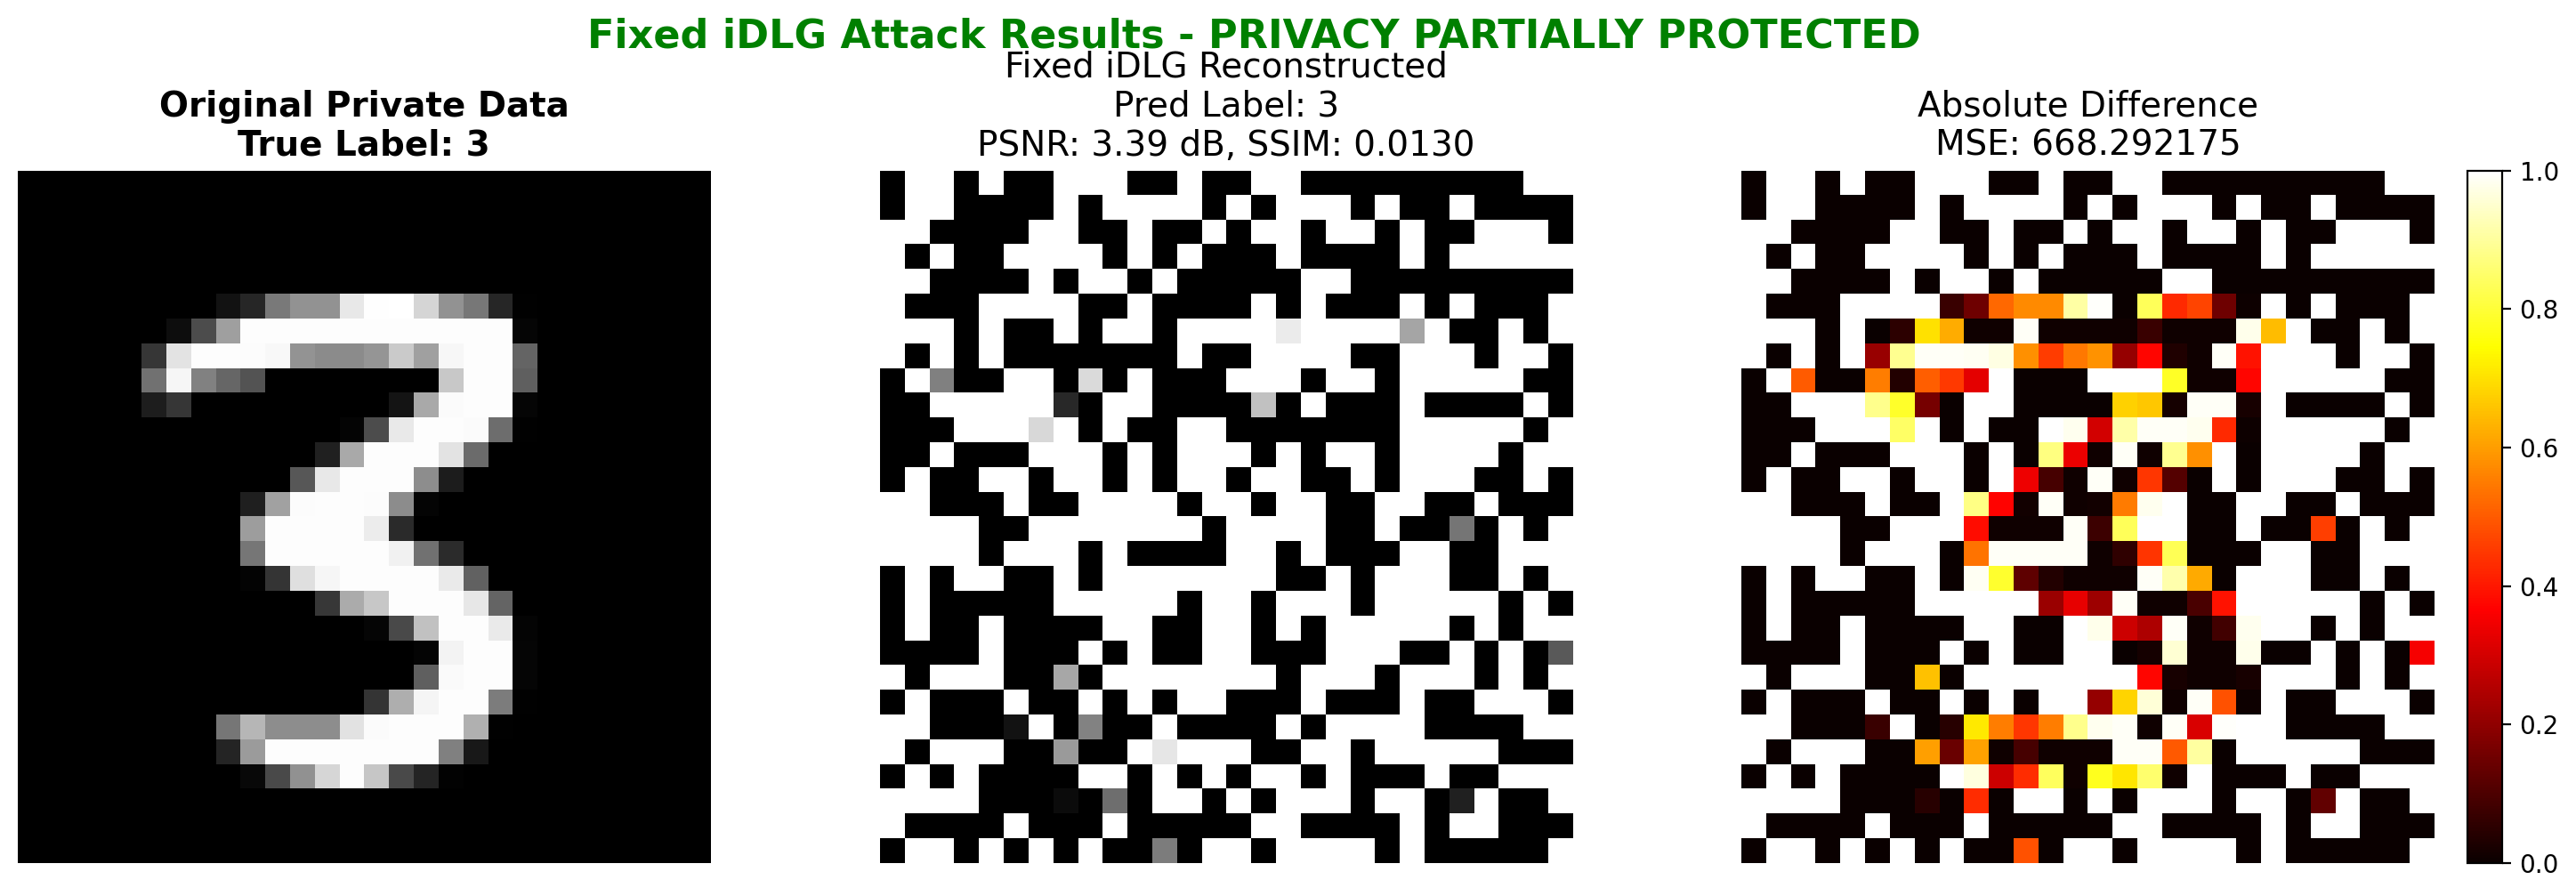 Fixed iDLG Attack Results - PRIVACY PARTIALLY PROTECTED
Original Private Data
True Label: 3
Fixed iDLG Reconstructed
Pred Label: 3
PSNR: 3.39 dB, SSIM: 0.0130
Absolute Difference
MSE: 668.292175
1.0
0.8
0.6
0.4
0.2
0.0
3